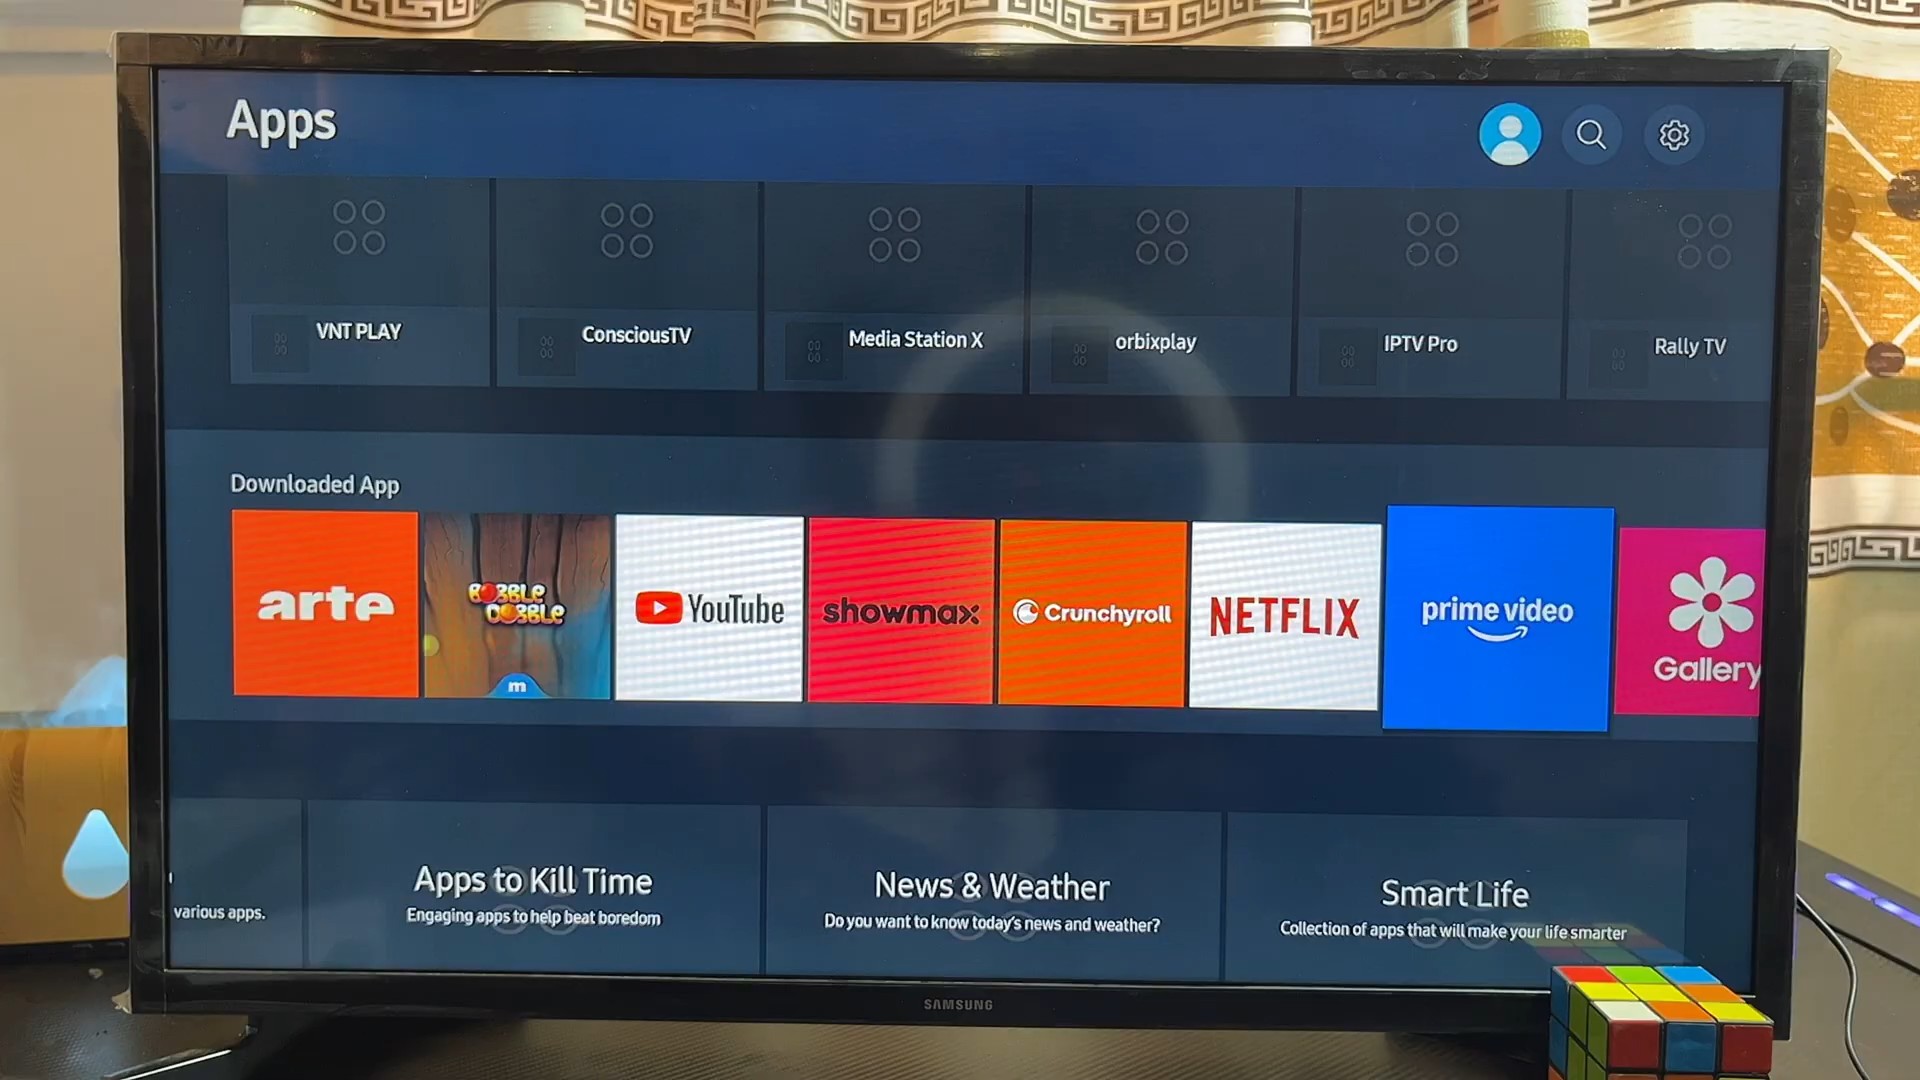 Apps
VNT PLAY
ConsciousTV
Media Station X
orbixplay
IPTV Pro
Rally TV
Downloaded App
arte
BOBBLE
DOBBLE
m
YouTube
showmax
Crunchyroll
NETFLIX
prime video
Gallery
various apps.
Apps to Kill Time
Engaging apps to help beat boredom
News & Weather
Do you want to know today's news and weather?
Smart Life
Collection of apps that will make your life smarter
SAMSUNG